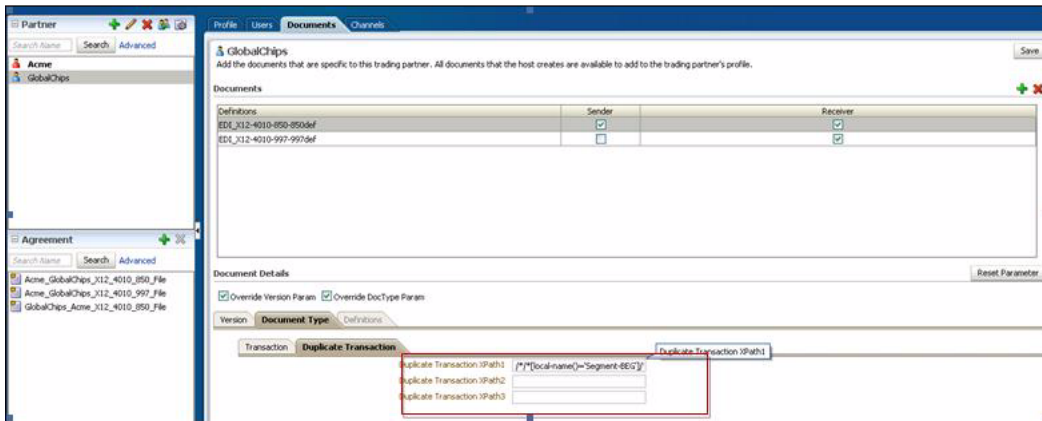 Partner
Profile Users Documents Channels
Search Name Search Advanced
Acme
GlobalChips
GlobalChips
Save
Add the documents that are specific to this trading partner. All documents that the host creates are available to add to the trading partner's profile.
Documents
Definitions Sender Receiver
EDI_X12-4010-850-850def
EDI_X12-4010-997-997def
Agreement
Search Name Search Advanced
Acme_GlobalChips_X12_4010_850_File
Acme_GlobalChips_X12_4010_997_File
GlobalChips_Acme_X12_4010_850_File
Document Details
Reset Parameter
Override Version Param Override DocType Param
Version Document Type Definitions
Transaction Duplicate Transaction
Duplicate Transaction XPath1 /*/*[local-name()='Segment-BEG']/
Duplicate Transaction XPath1
Duplicate Transaction XPath2
Duplicate Transaction XPath3